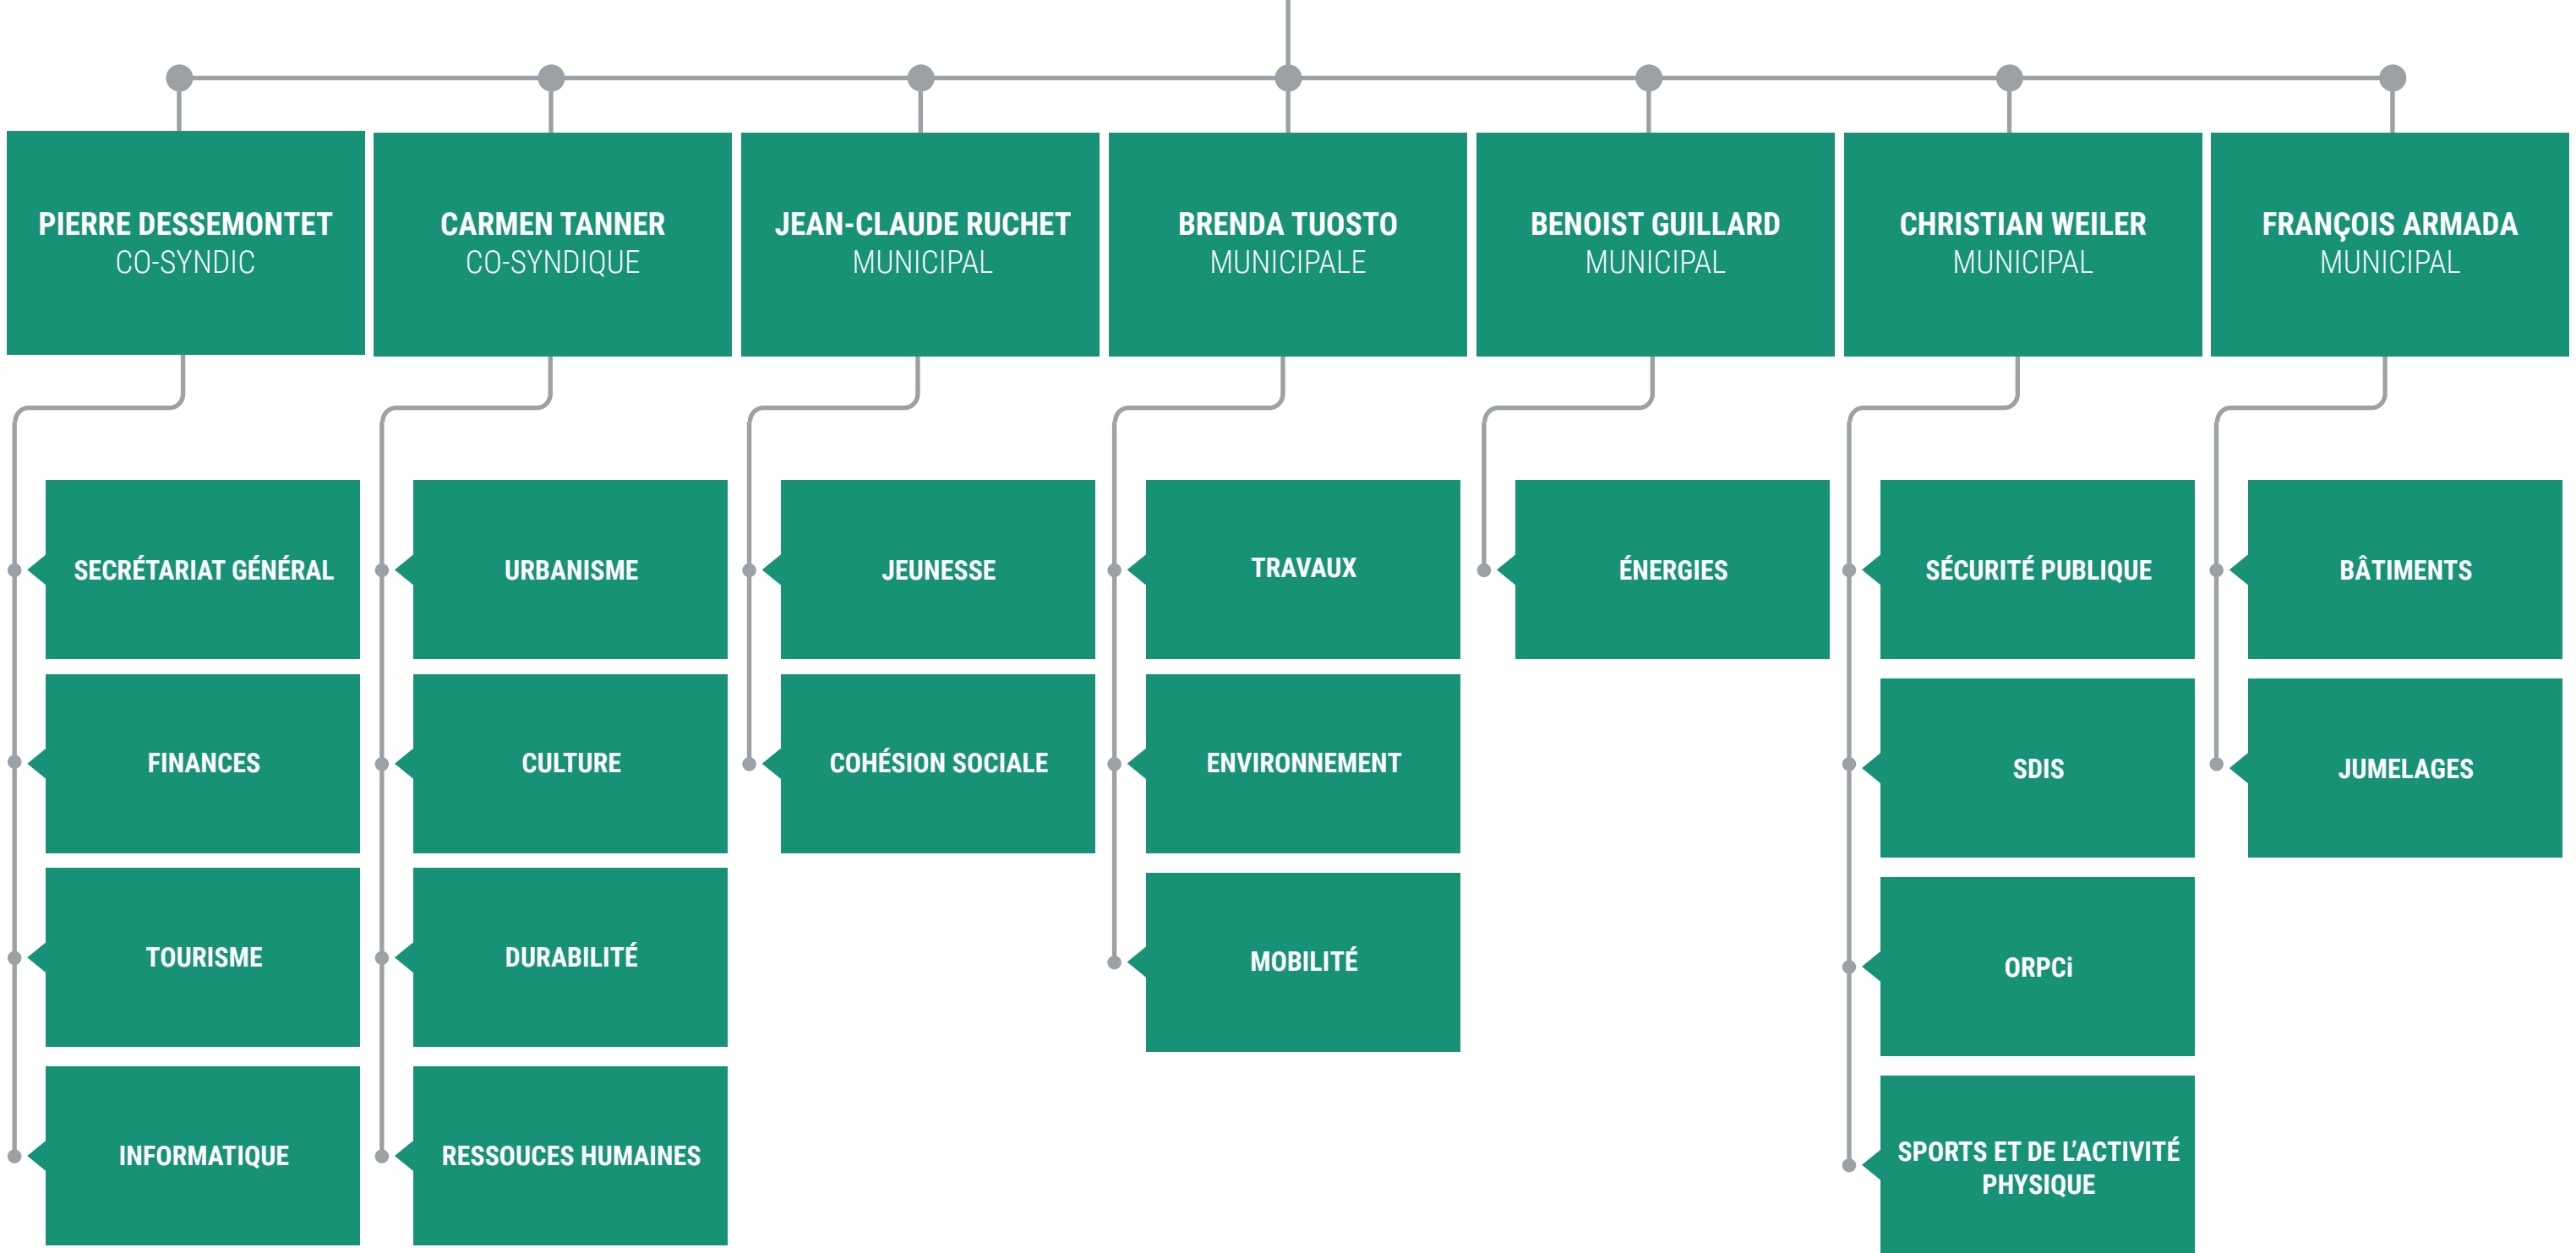 PIERRE DESSEMONTET
CO-SYNDIC
CARMEN TANNER
CO-SYNDIQUE
JEAN-CLAUDE RUCHET
MUNICIPAL
BRENDA TUOSTO
MUNICIPALE
BENOIST GUILLARD
MUNICIPAL
CHRISTIAN WEILER
MUNICIPAL
FRANÇOIS ARMADA
MUNICIPAL
SECRÉTARIAT GÉNÉRAL
FINANCES
TOURISME
INFORMATIQUE
URBANISME
CULTURE
DURABILITÉ
RESSOUCES HUMAINES
JEUNESSE
COHÉSION SOCIALE
TRAVAUX
ENVIRONNEMENT
MOBILITÉ
ÉNERGIES
SÉCURITÉ PUBLIQUE
SDIS
ORPCi
SPORTS ET DE L’ACTIVITÉ
PHYSIQUE
BÂTIMENTS
JUMELAGES